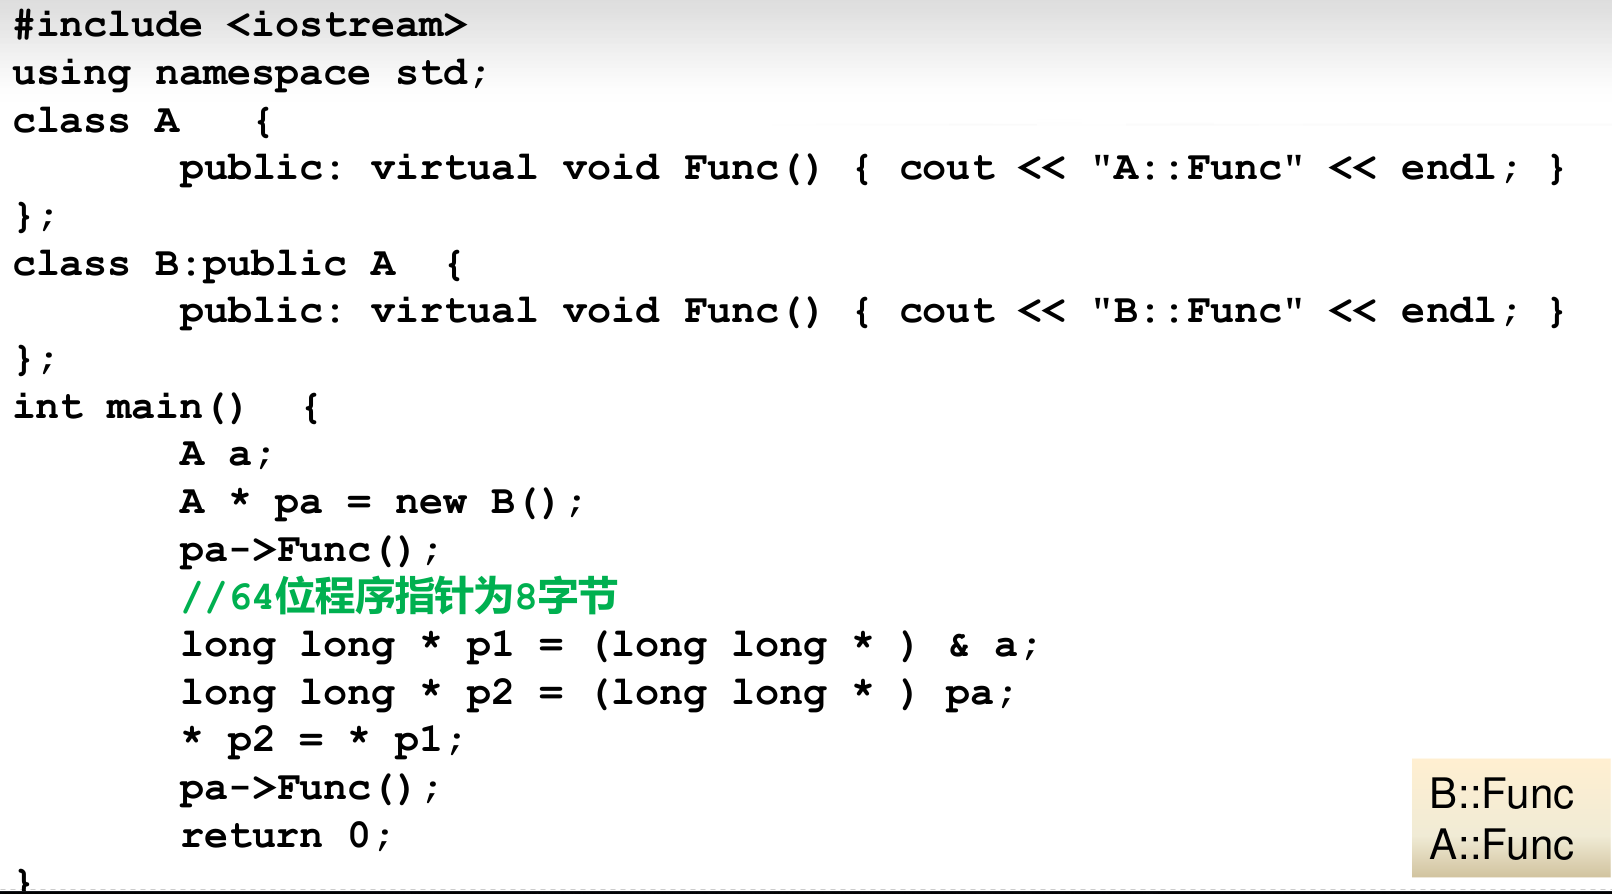 #include <iostream>
using namespace std;
class A   {
       public: virtual void Func() { cout << "A::Func" << endl; }
};
class B:public A  {
       public: virtual void Func() { cout << "B::Func" << endl; }
};
int main()  {
       A a;
       A * pa = new B();
       pa->Func();
       //64位程序指针为8字节
       long long * p1 = (long long * ) & a;
       long long * p2 = (long long * ) pa;
       * p2 = * p1;
       pa->Func();
       return 0;
}
B::Func
A::Func